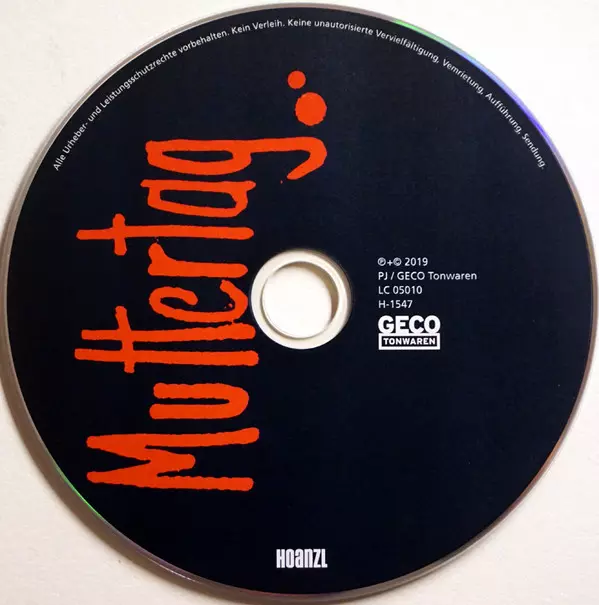 Alle Urheber- und Leistungsschutzrechte vorbehalten. Kein Verleih. Keine unautorisierte Vervielfältigung, Vemrietung, Aufführung, Sendung.
Muttertag
℗+© 2019
PJ / GECO Tonwaren
LC 05010
H-1547
GECO
TONWAREN
HOANZL